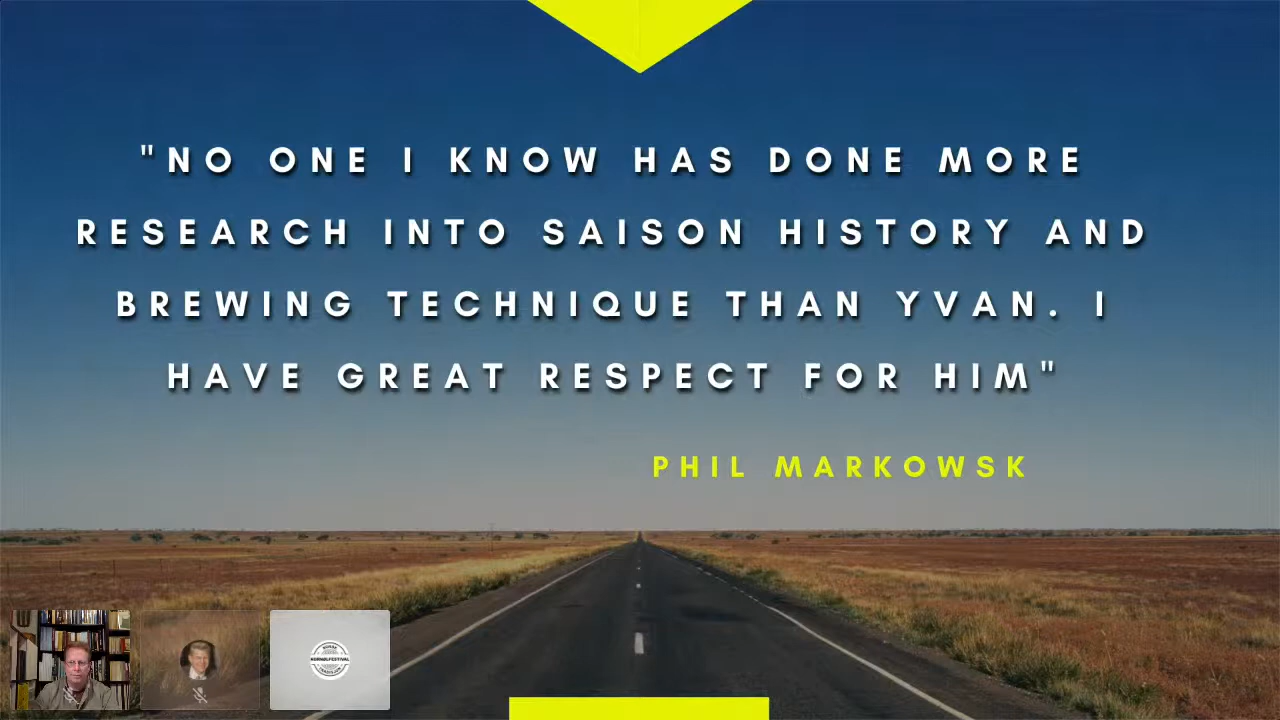 "NO ONE I KNOW HAS DONE MORE
RESEARCH INTO SAISON HISTORY AND
BREWING TECHNIQUE THAN YVAN. I
HAVE GREAT RESPECT FOR HIM"
PHIL MARKOWSK